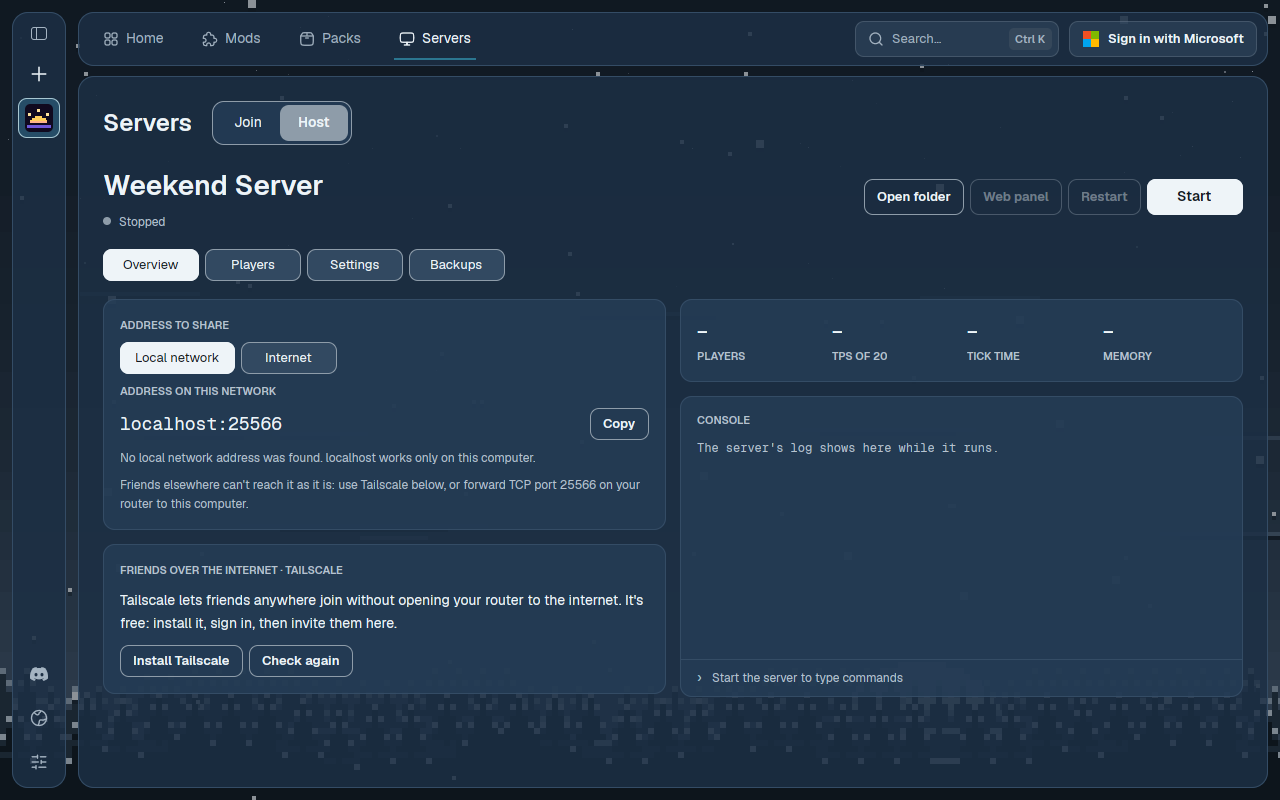 Home
Mods
Packs
Servers
Search...
Ctrl K
Sign in with Microsoft
Servers
Join
Host
Weekend Server
Stopped
Open folder
Web panel
Restart
Start
Overview
Players
Settings
Backups
ADDRESS TO SHARE
Local network
Internet
ADDRESS ON THIS NETWORK
localhost:25566
Copy
No local network address was found. localhost works only on this computer.
Friends elsewhere can't reach it as it is: use Tailscale below, or forward TCP port 25566 on your
router to this computer.
FRIENDS OVER THE INTERNET · TAILSCALE
Tailscale lets friends anywhere join without opening your router to the internet. It's
free: install it, sign in, then invite them here.
Install Tailscale
Check again
– – – –
PLAYERS
TPS OF 20
TICK TIME
MEMORY
CONSOLE
The server's log shows here while it runs.
› Start the server to type commands